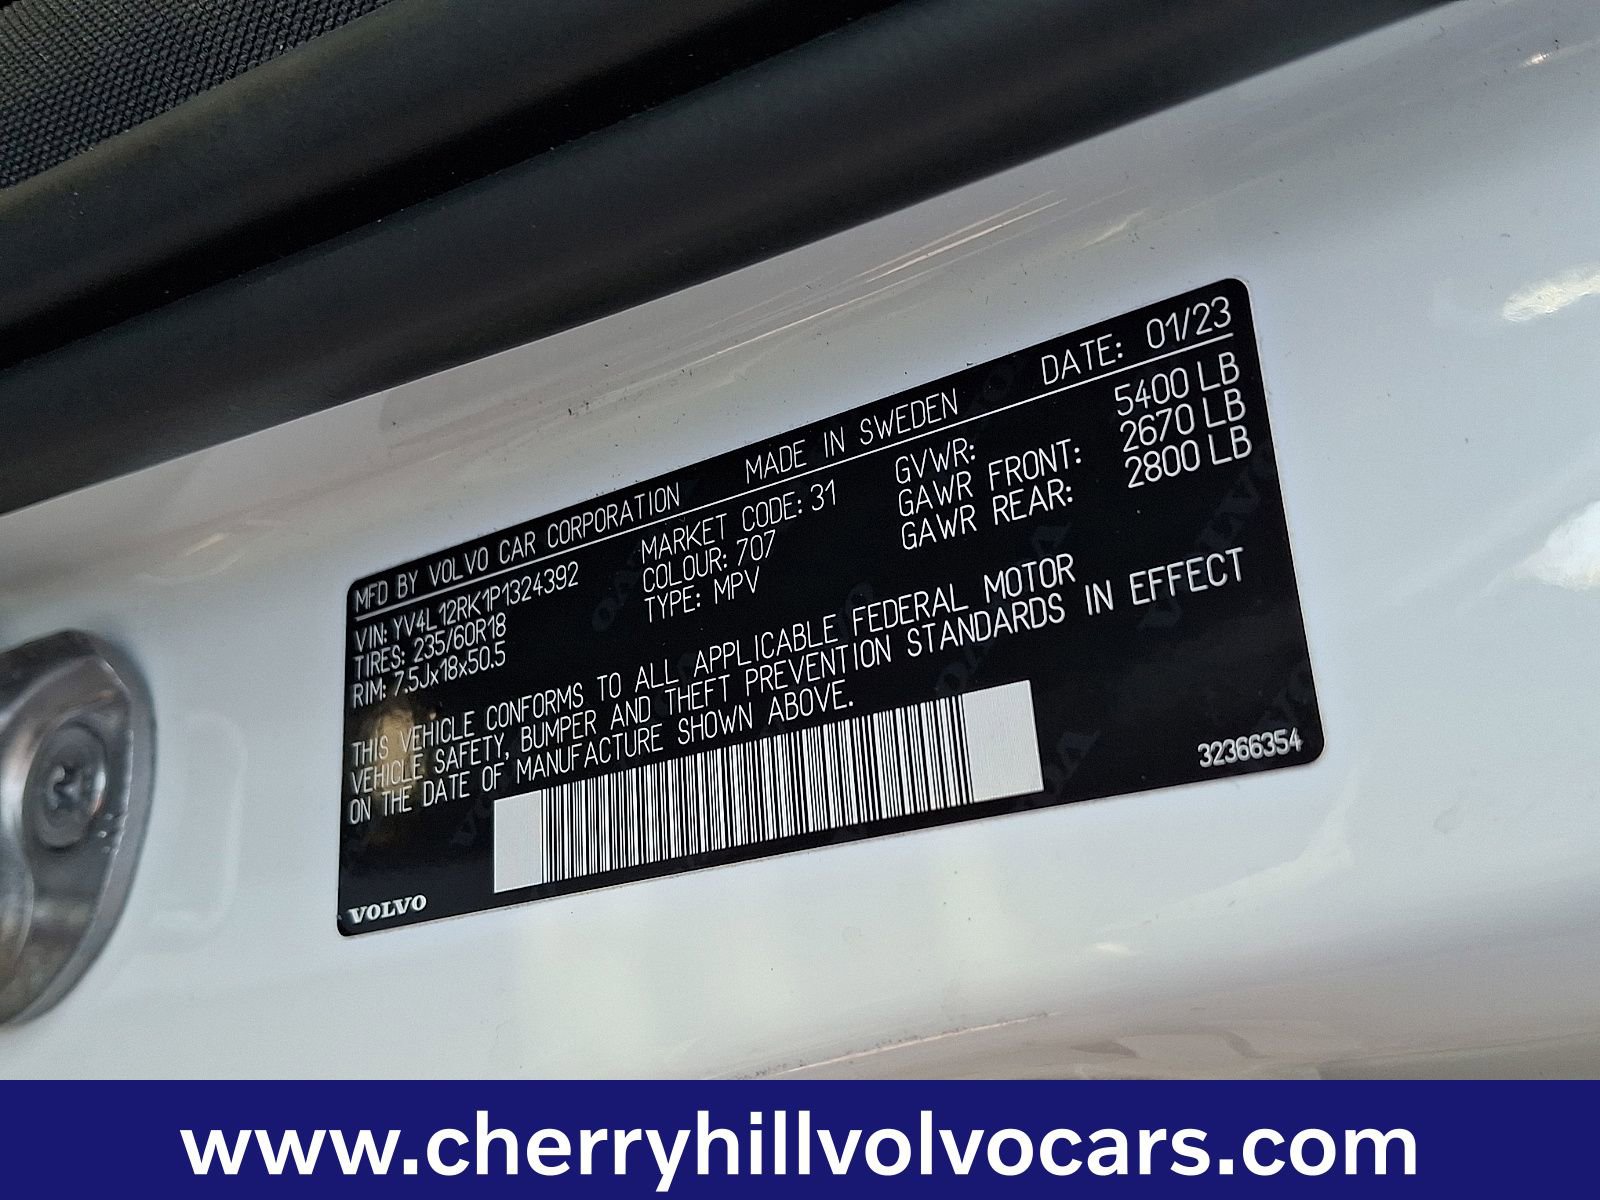 MFD BY VOLVO CAR CORPORATION MADE IN SWEDEN DATE: 01/23
VIN: YV4L12RK1P1324392 MARKET CODE: 31 GVWR: 5400 LB
TIRES: 235/60R18 COLOUR: 707 GAWR FRONT: 2670 LB
RIM: 7.5Jx18x50.5 TYPE: MPV GAWR REAR: 2800 LB
THIS VEHICLE CONFORMS TO ALL APPLICABLE FEDERAL MOTOR
VEHICLE SAFETY, BUMPER AND THEFT PREVENTION STANDARDS IN EFFECT
ON THE DATE OF MANUFACTURE SHOWN ABOVE.
32366354
VOLVO
www.cherryhillvolvocars.com